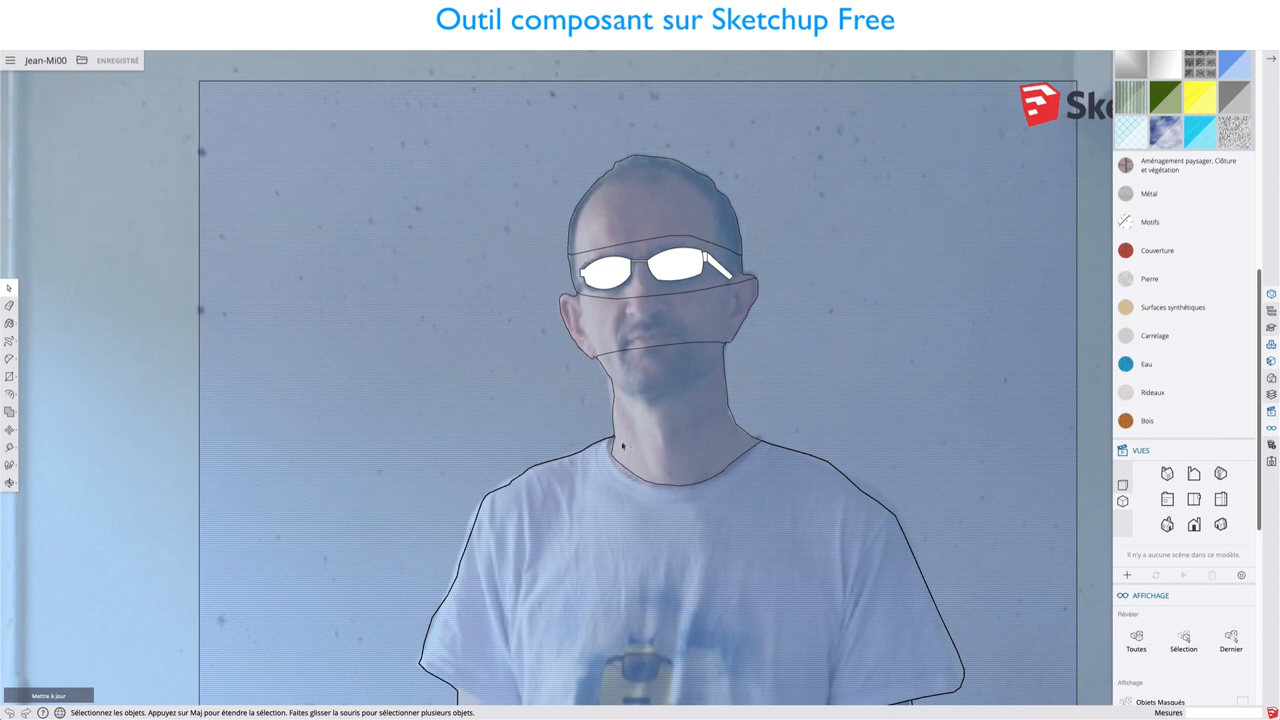 Outil composant sur Sketchup Free
Jean-Mi00
ENREGISTRÉ
Ske
Aménagement paysager, Clôture
et végétation
Métal
Motifs
Couverture
Pierre
Surfaces synthétiques
Carrelage
Eau
Rideaux
Bois
VUES
Il n'y a aucune scène dans ce modèle.
AFFICHAGE
Révéler
Toutes
Sélection
Dernier
Affichage
Objets Masqués
Mettre à jour
Sélectionnez les objets. Appuyez sur Maj pour étendre la sélection. Faites glisser la souris pour sélectionner plusieurs objets.
Mesures